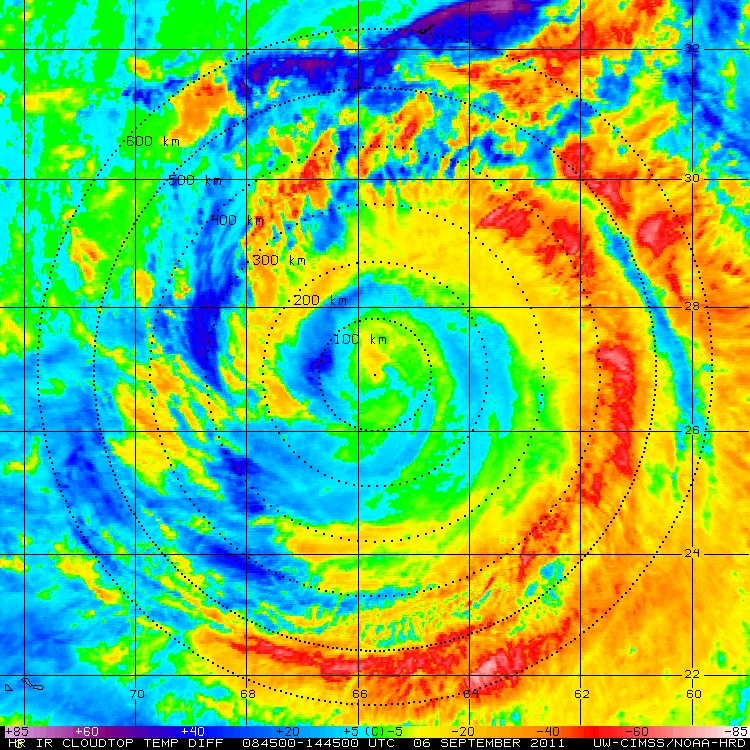 32
600 km
500 km
30
400 km
300 km
200 km
28
100 km
26
24
22
70 68 66 64 62 60
+85 +60 +40 +20 +5 (C) -5 -20 -40 -60 -85
HR IR CLOUDTOP TEMP DIFF 084500-144500 UTC 06 SEPTEMBER 2011 UW-CIMSS/NOAA-HRD